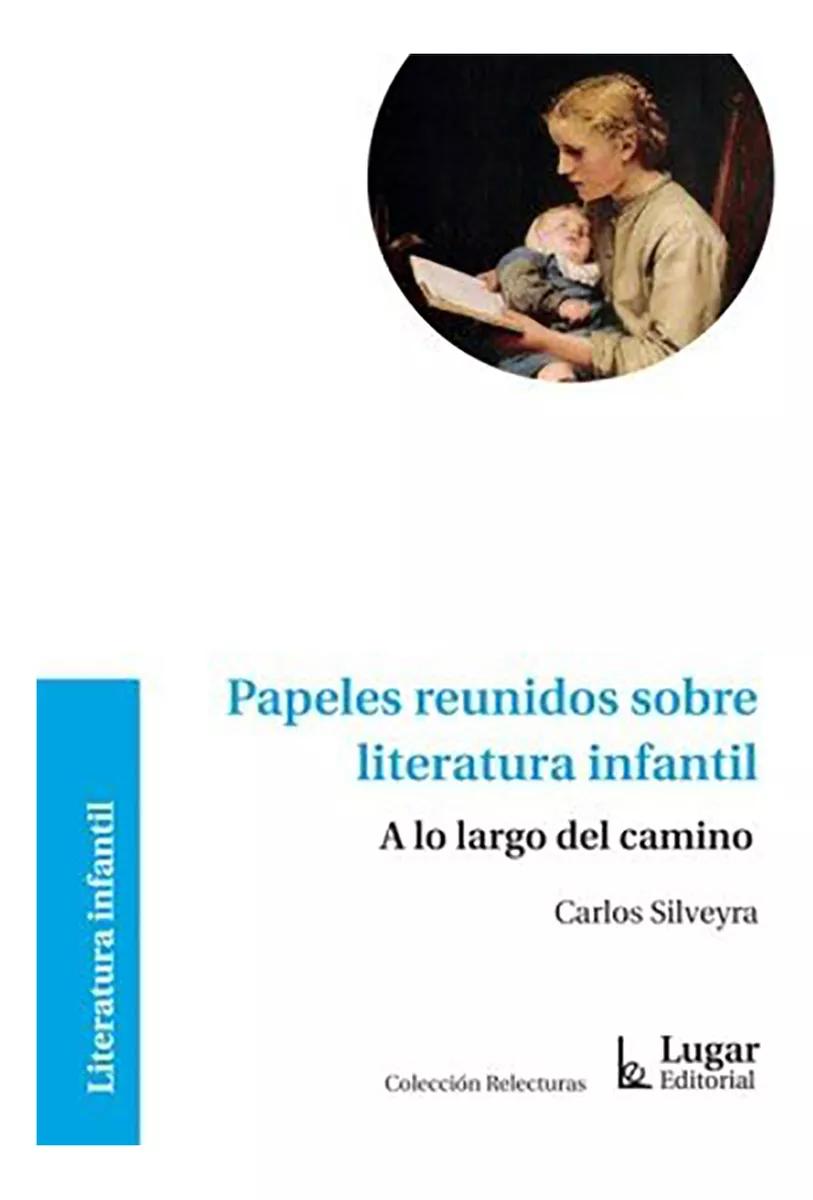 Papeles reunidos sobre
literatura infantil
A lo largo del camino
Carlos Silveyra
Literatura infantil
Lugar
Editorial
Colección Relecturas